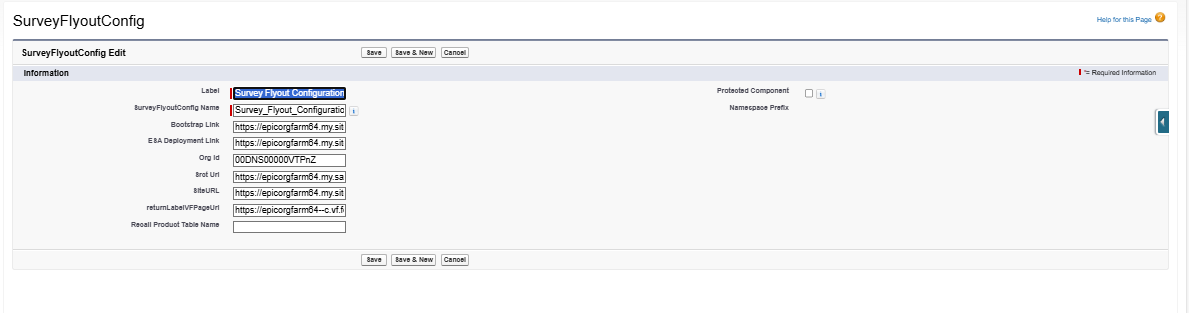 SurveyFlyoutConfig
Help for this Page ?
SurveyFlyoutConfig Edit
Save Save & New Cancel
Information
= Required Information
Label Survey Flyout Configuration
Protected Component i
SurveyFlyoutConfig Name Survey_Flyout_Configuratio i
Namespace Prefix
Bootstrap Link https://epicorgfarm64.my.sit
ESA Deployment Link https://epicorgfarm64.my.sit
Org Id 00DNS00000VTPnZ
Srot Url https://epicorgfarm64.my.sa
SiteURL https://epicorgfarm64.my.sit
returnLabelVFPageUrl https://epicorgfarm64--c.vf.f
Recall Product Table Name
Save Save & New Cancel